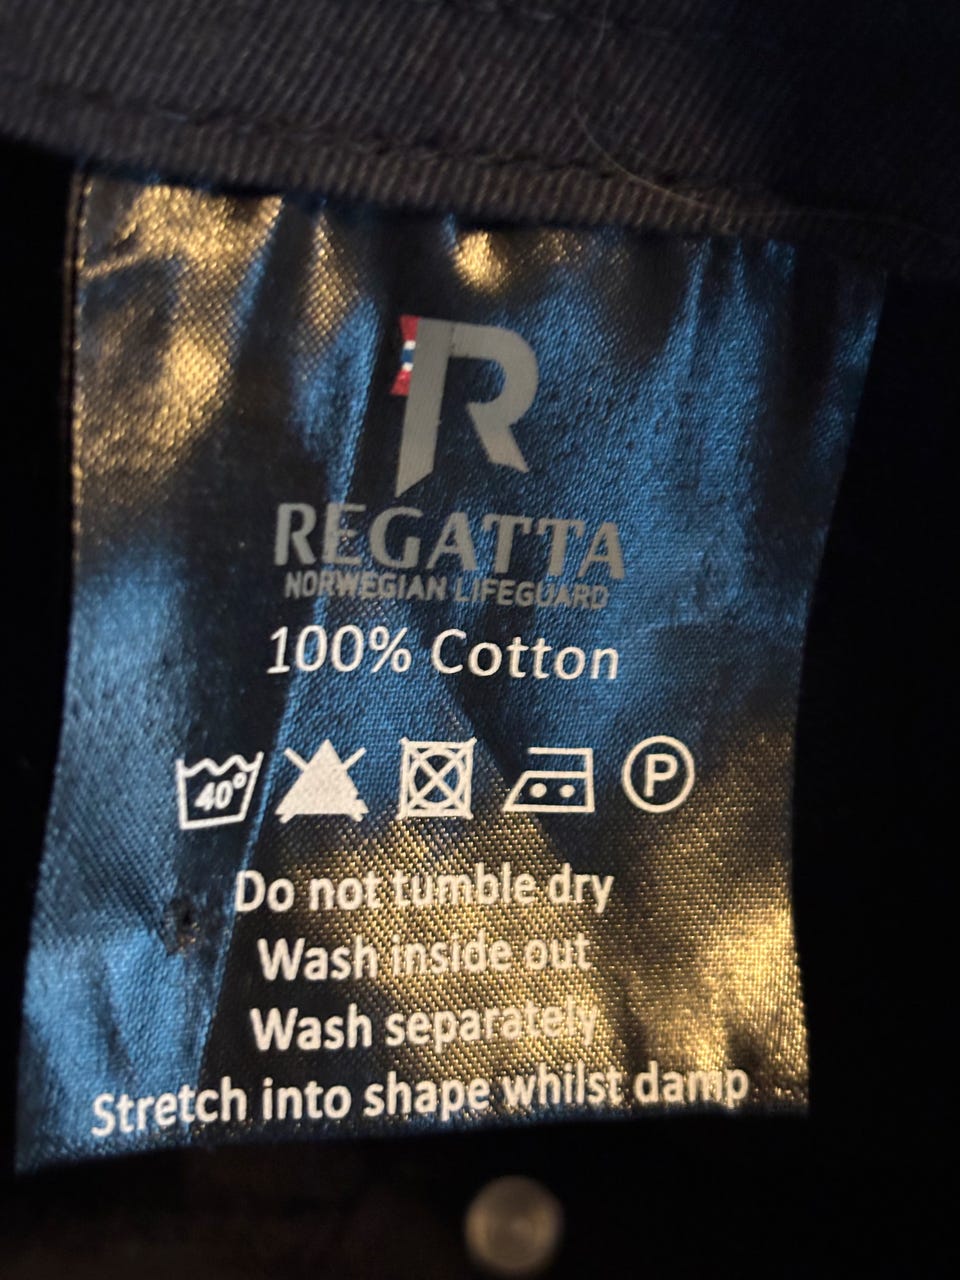 R
REGATTA
NORWEGIAN LIFEGUARD
100% Cotton
40° P
Do not tumble dry
Wash inside out
Wash separately
Stretch into shape whilst damp